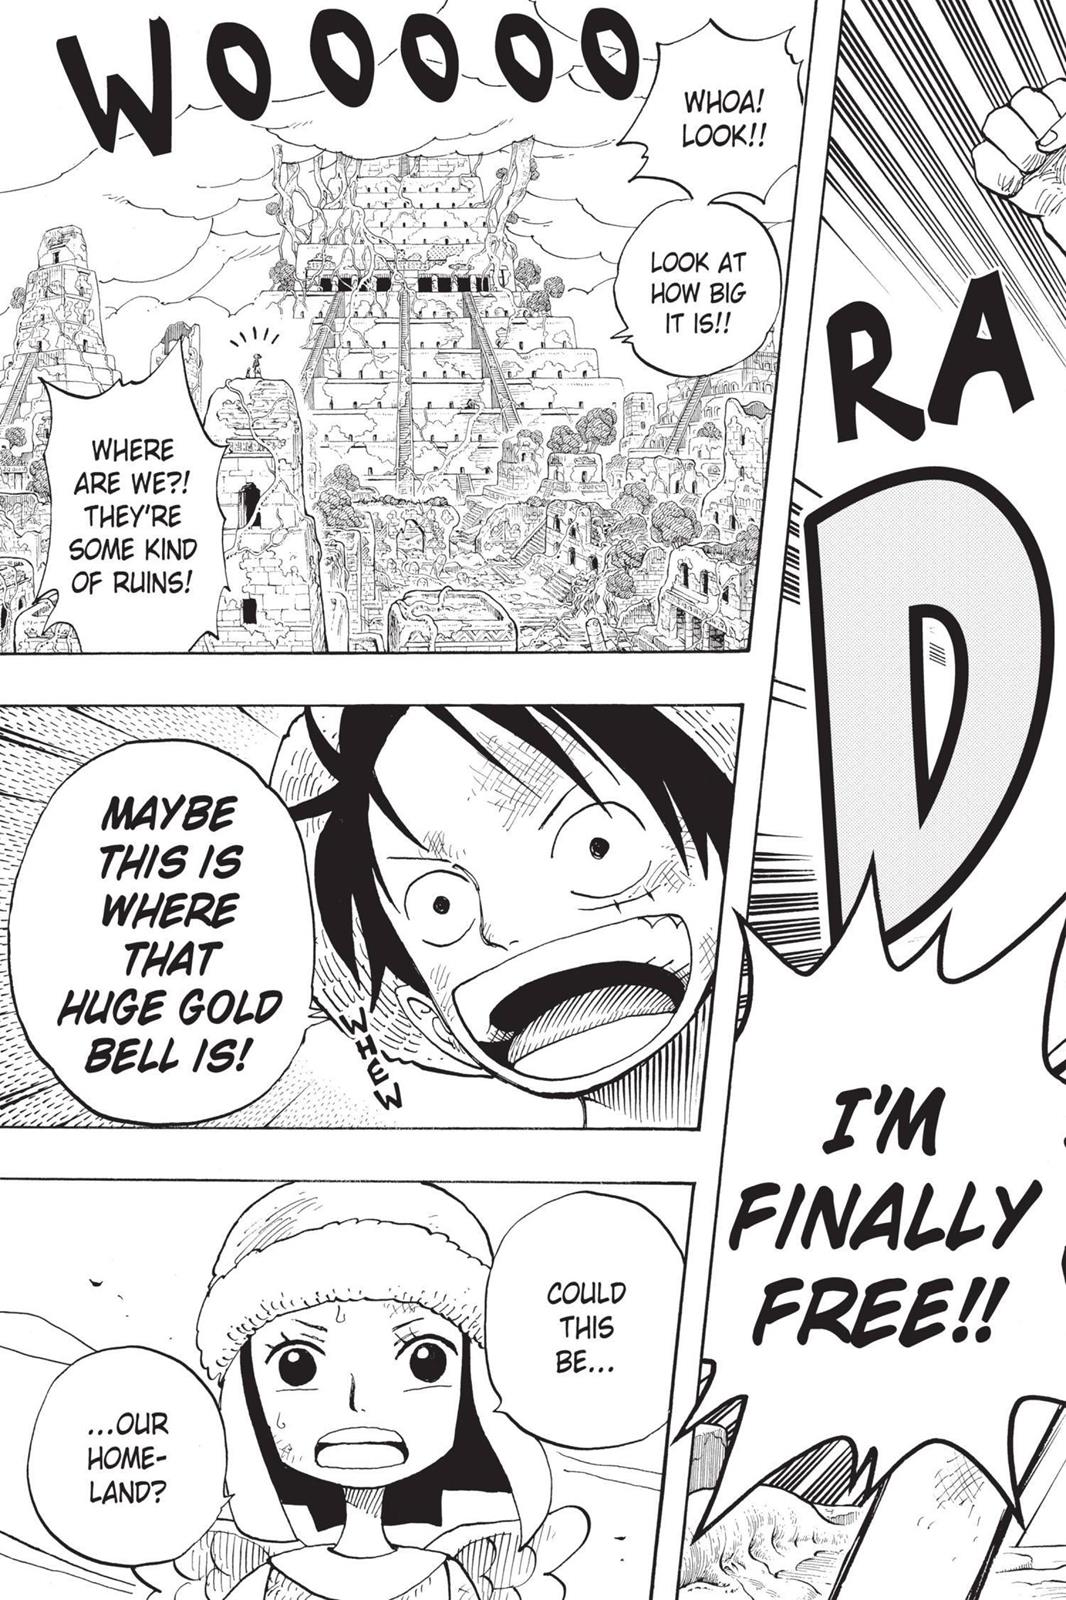 RA
D
I'M
FINALLY
FREE!!
WOOOOO
WHOA!
LOOK!!
LOOK AT
HOW BIG
IT IS!!
WHERE
ARE WE?!
THEY'RE
SOME KIND
OF RUINS!
MAYBE
THIS IS
WHERE
THAT
HUGE GOLD
BELL IS!
WHEW
COULD
THIS
BE...
...OUR
HOME-
LAND?